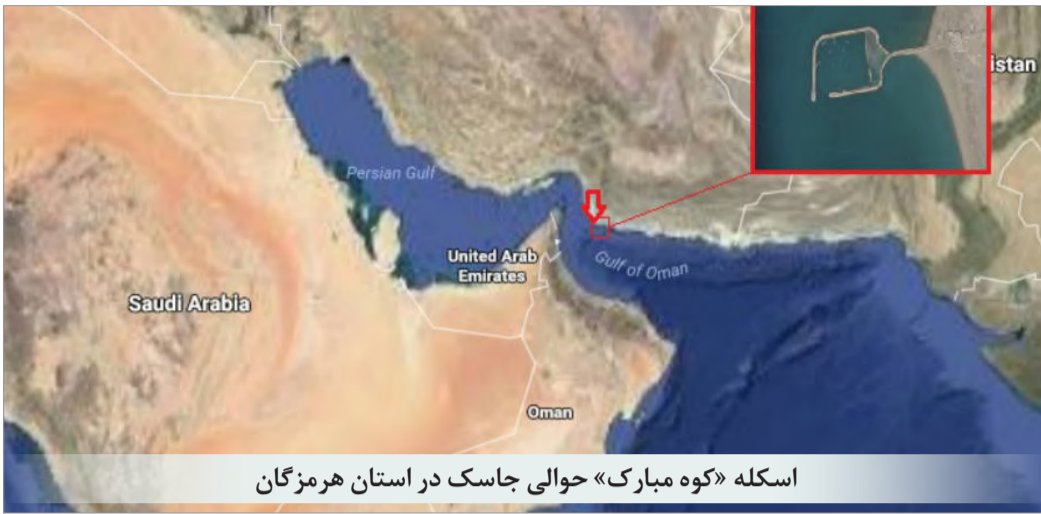 istan
Persian Gulf
United Arab
Emirates
Gulf of Oman
Saudi Arabia
Oman
اسکله «کوه مبارک» حوالی جاسک در استان هرمزگان